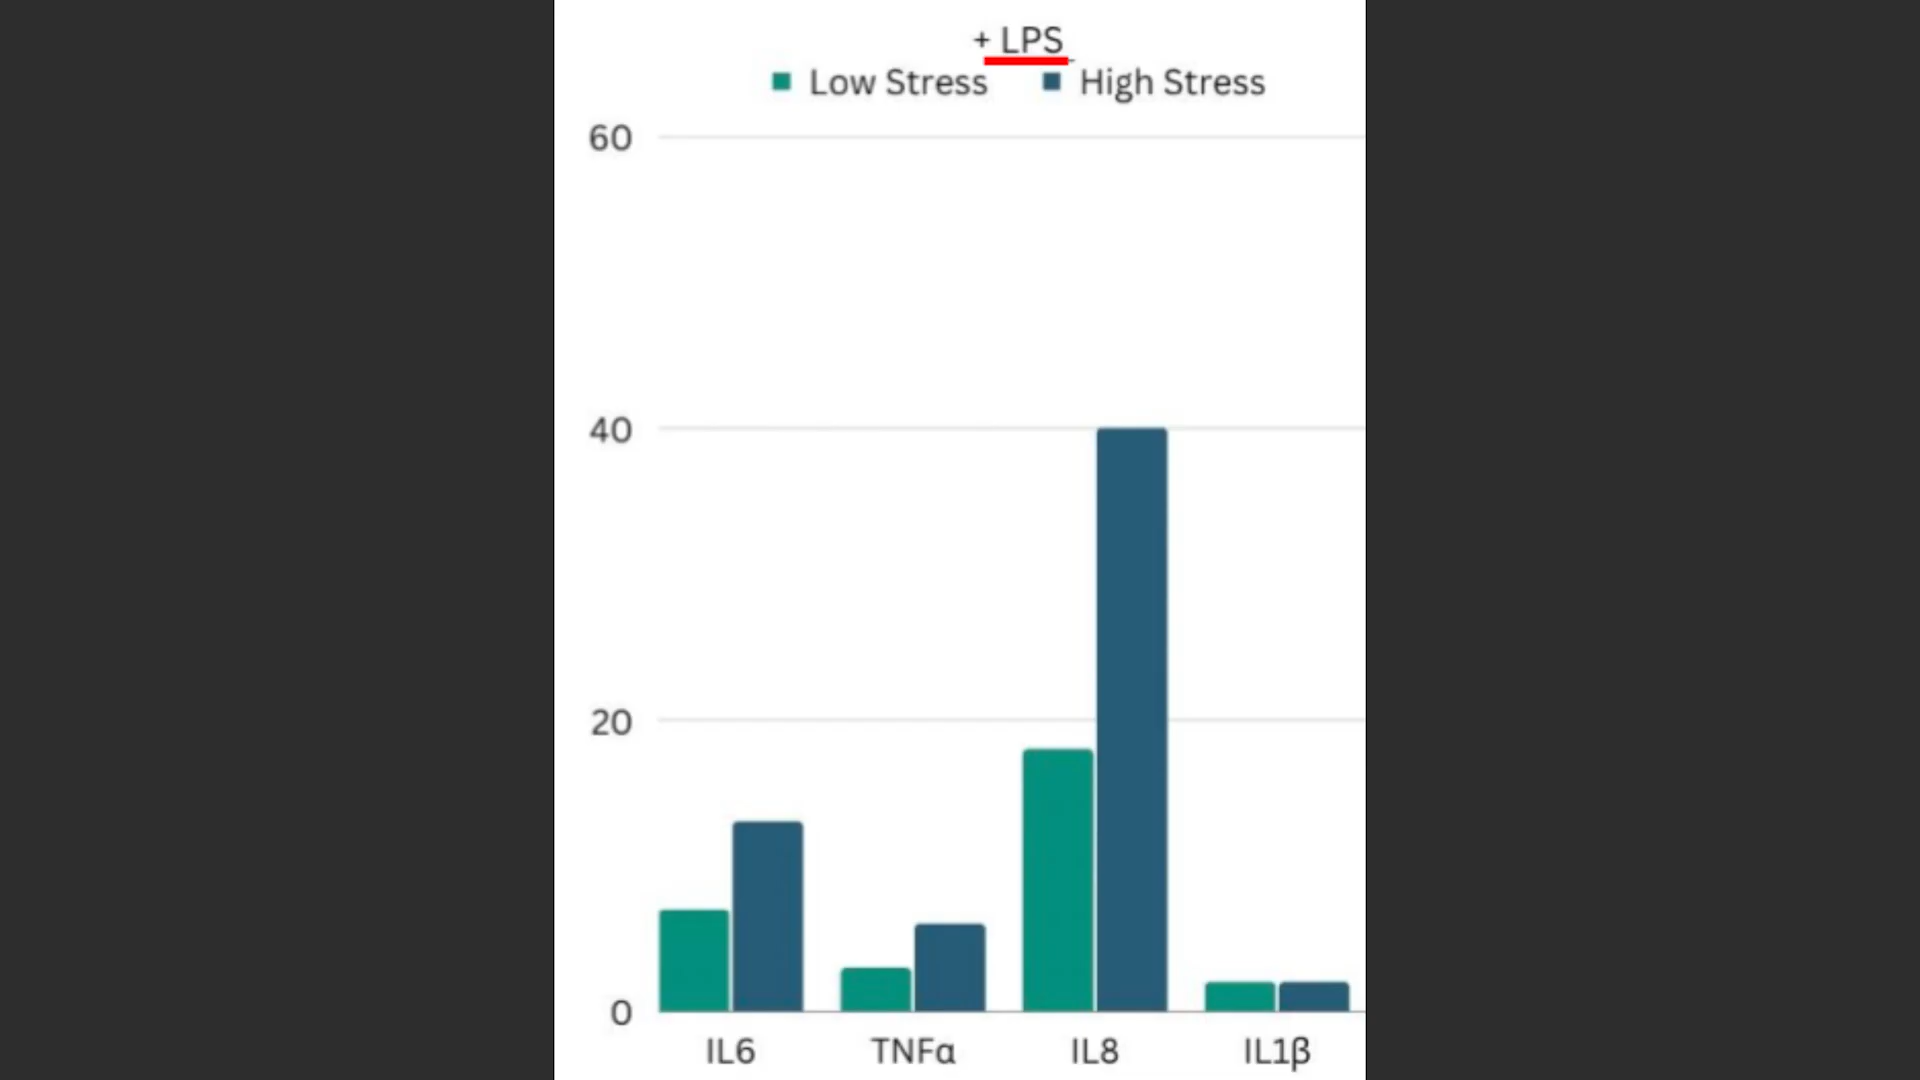 + LPS
Low Stress High Stress
60
40
20
0
IL6 TNFα IL8 IL1β